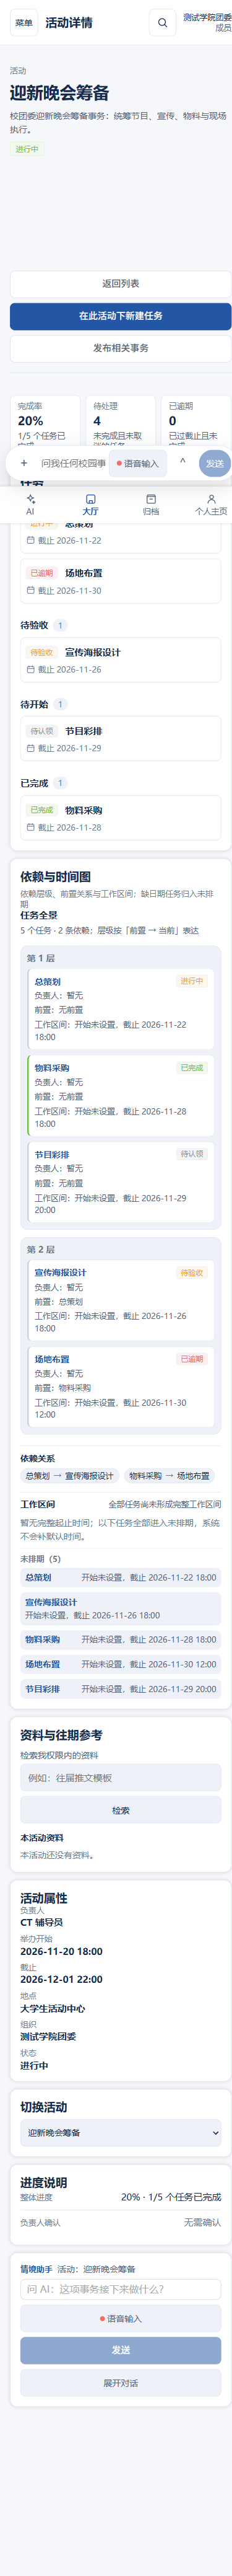 菜单
活动详情
测试学院团委
成员
活动
迎新晚会筹备
校团委迎新晚会筹备事务：统筹节目、宣传、物料与现场
执行。
进行中
返回列表
在此活动下新建任务
发布相关事务
完成率
20%
1/5 个任务已
待处理
4
未完成且未取
已逾期
0
已过截止且未
+
问我任何校园事
语音输入
^
发送
AI
大厅
归档
个人主页
总策划
截止 2026-11-22
已逾期
场地布置
截止 2026-11-30
待验收 1
待验收
宣传海报设计
截止 2026-11-26
待开始 1
待认领
节目彩排
截止 2026-11-29
已完成 1
已完成
物料采购
截止 2026-11-28
依赖与时间图
依赖层级、前置关系与工作区间；缺日期任务归入未排
期
任务全景
5 个任务 · 2 条依赖；层级按「前置 → 当前」表达
第 1 层
总策划
进行中
负责人：暂无
前置：无前置
工作区间：开始未设置，截止 2026-11-22
18:00
物料采购
已完成
负责人：暂无
前置：无前置
工作区间：开始未设置，截止 2026-11-28
18:00
节目彩排
待认领
负责人：暂无
前置：无前置
工作区间：开始未设置，截止 2026-11-29
20:00
第 2 层
宣传海报设计
待验收
负责人：暂无
前置：总策划
工作区间：开始未设置，截止 2026-11-26
18:00
场地布置
已逾期
负责人：暂无
前置：物料采购
工作区间：开始未设置，截止 2026-11-30
12:00
依赖关系
总策划 → 宣传海报设计
物料采购 → 场地布置
工作区间
全部任务尚未形成完整工作区间
暂无完整起止时间；以下任务全部进入未排期，系统
不会补默认时间。
未排期（5）
总策划
开始未设置，截止 2026-11-22 18:00
宣传海报设计
开始未设置，截止 2026-11-26 18:00
物料采购
开始未设置，截止 2026-11-28 18:00
场地布置
开始未设置，截止 2026-11-30 12:00
节目彩排
开始未设置，截止 2026-11-29 20:00
资料与往期参考
检索我权限内的资料
例如：往届推文模板
检索
本活动资料
本活动还没有资料。
活动属性
负责人
CT 辅导员
举办开始
2026-11-20 18:00
截止
2026-12-01 22:00
地点
大学生活动中心
组织
测试学院团委
状态
进行中
切换活动
迎新晚会筹备
进度说明
整体进度
20% · 1/5 个任务已完成
负责人确认
无需确认
情境助手 活动：迎新晚会筹备
问 AI：这项事务接下来做什么？
语音输入
发送
展开对话